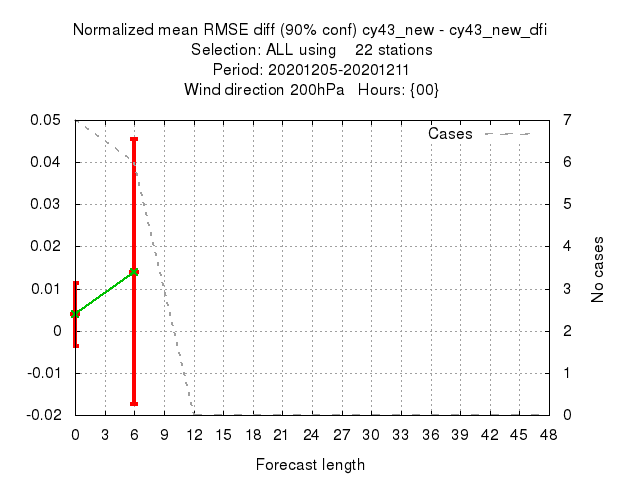 Normalized mean RMSE diff (90% conf) cy43_new - cy43_new_dfi
Selection: ALL using    22 stations
Period: 20201205-20201211
Wind direction 200hPa   Hours: {00}
Cases
0.05
0.04
0.03
0.02
0.01
0
-0.01
-0.02
7
6
5
4
3
2
1
0
No cases
0 3 6 9 12 15 18 21 24 27 30 33 36 39 42 45 48
Forecast length